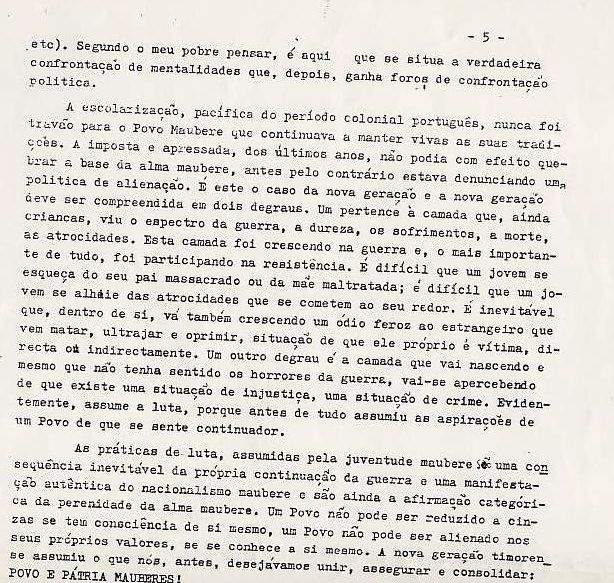 - 5 -
etc). Segundo o meu pobre pensar, é aqui que se situa a verdadeira
confrontação de mentalidades que, depois, ganha foros de confrontação
política.
A escolarização, pacífica do período colonial português, nunca foi
travão para o Povo Maubere que continuava a manter vivas as suas tradi-
ções. A imposta e apressada, dos últimos anos, não podia com efeito que-
brar a base da alma maubere, antes pelo contrário estava denunciando uma
política de alienação. É este o caso da nova geração e a nova geração
deve ser compreendida em dois degraus. Um pertence à camada que, ainda
criancas, viu o espectro da guerra, a dureza, os sofrimentos, a morte,
as atrocidades. Esta camada foi crescendo na guerra e, o mais importan-
te de tudo, foi participando na resistência. É difícil que um jovem se
esqueça do seu pai massacrado ou da mãe maltratada; é difícil que um jo-
vem se alheie das atrocidades que se cometem ao seu redor. É inevitável
que, dentro de si, vá também crescendo um ódio feroz ao estrangeiro que
vem matar, ultrajar e oprimir, situação de que ele próprio é vítima, di-
recta ou indirectamente. Um outro degrau é a camada que vai nascendo e
mesmo que não tenha sentido os horrores da guerra, vai-se apercebendo
de que existe uma situação de injustiça, uma situação de crime. Eviden-
temente, assume a luta, porque antes de tudo assumiu as aspirações de
um Povo de que se sente continuador.
As práticas de luta, assumidas pela juventude maubere são uma con
sequência inevitável da própria continuação da guerra e uma manifesta-
ção autêntica do nacionalismo maubere e são ainda a afirmação categóri-
ca da perenidade da alma maubere. Um Povo não pode ser reduzido a cin-
zas se tem consciência de si mesmo, um Povo não pode ser alienado nos
seus próprios valores, se se conhece a si mesmo. A nova geração timoren_
se assumiu o que nós, antes, desejávamos unir, assegurar e consolidar:
POVO E PÁTRIA MAUBERES!